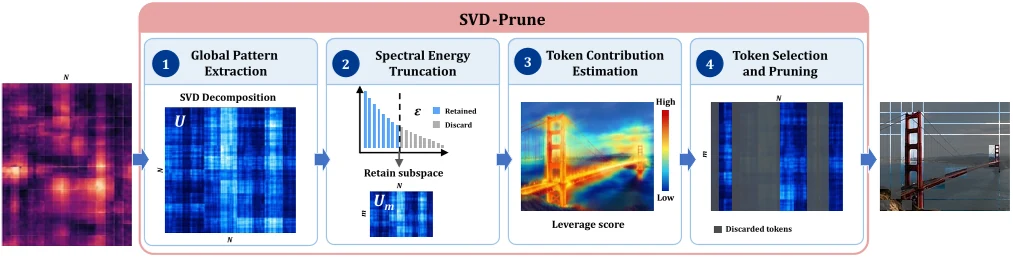 SVD-Prune
N
1
Global Pattern
Extraction
SVD Decomposition
U
N
N
2
Spectral Energy
Truncation
ε
Retained
Discard
Retain subspace
N
U_m
m
3
Token Contribution
Estimation
High
Low
Leverage score
4
Token Selection
and Pruning
N
m
Discarded tokens